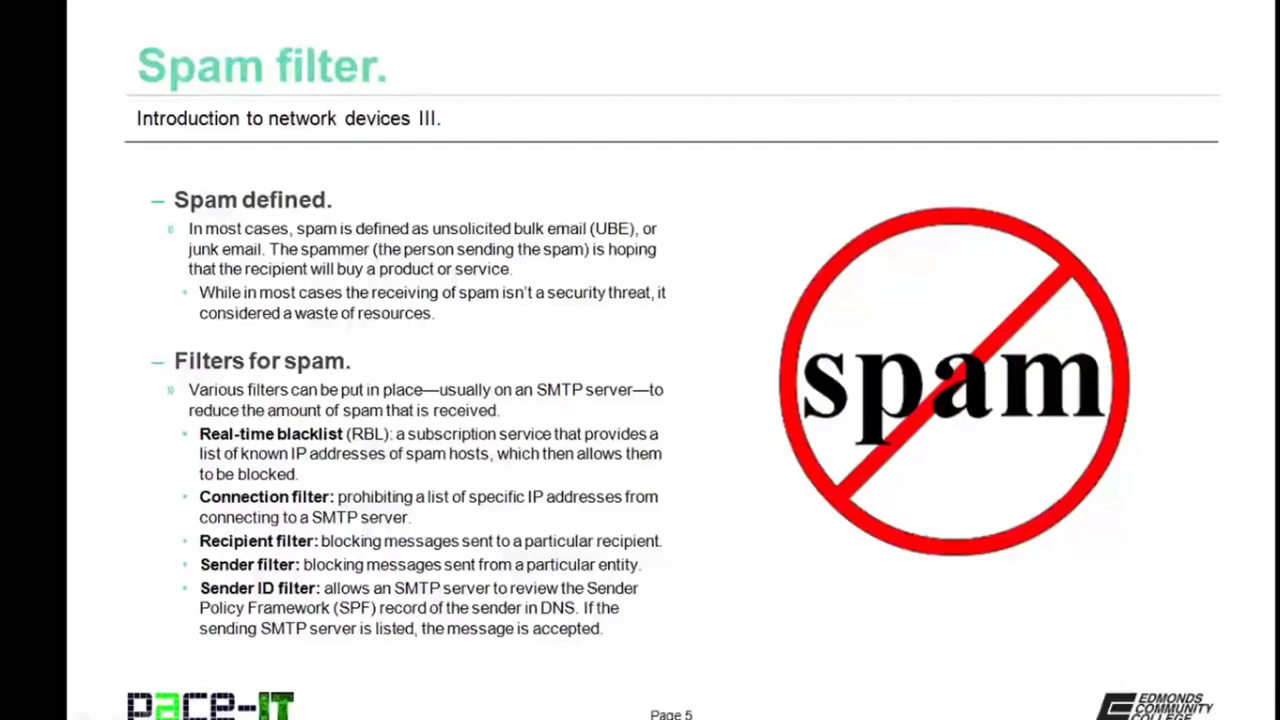 Spam filter.
Introduction to network devices III.
– Spam defined.
» In most cases, spam is defined as unsolicited bulk email (UBE), or
junk email. The spammer (the person sending the spam) is hoping
that the recipient will buy a product or service.
• While in most cases the receiving of spam isn't a security threat, it
considered a waste of resources.
– Filters for spam.
» Various filters can be put in place—usually on an SMTP server—to
reduce the amount of spam that is received.
• Real-time blacklist (RBL): a subscription service that provides a
list of known IP addresses of spam hosts, which then allows them
to be blocked.
• Connection filter: prohibiting a list of specific IP addresses from
connecting to a SMTP server.
• Recipient filter: blocking messages sent to a particular recipient.
• Sender filter: blocking messages sent from a particular entity.
• Sender ID filter: allows an SMTP server to review the Sender
Policy Framework (SPF) record of the sender in DNS. If the
sending SMTP server is listed, the message is accepted.
spam
pace-IT
Page 5
EDMONDS
COMMUNITY
COLLEGE